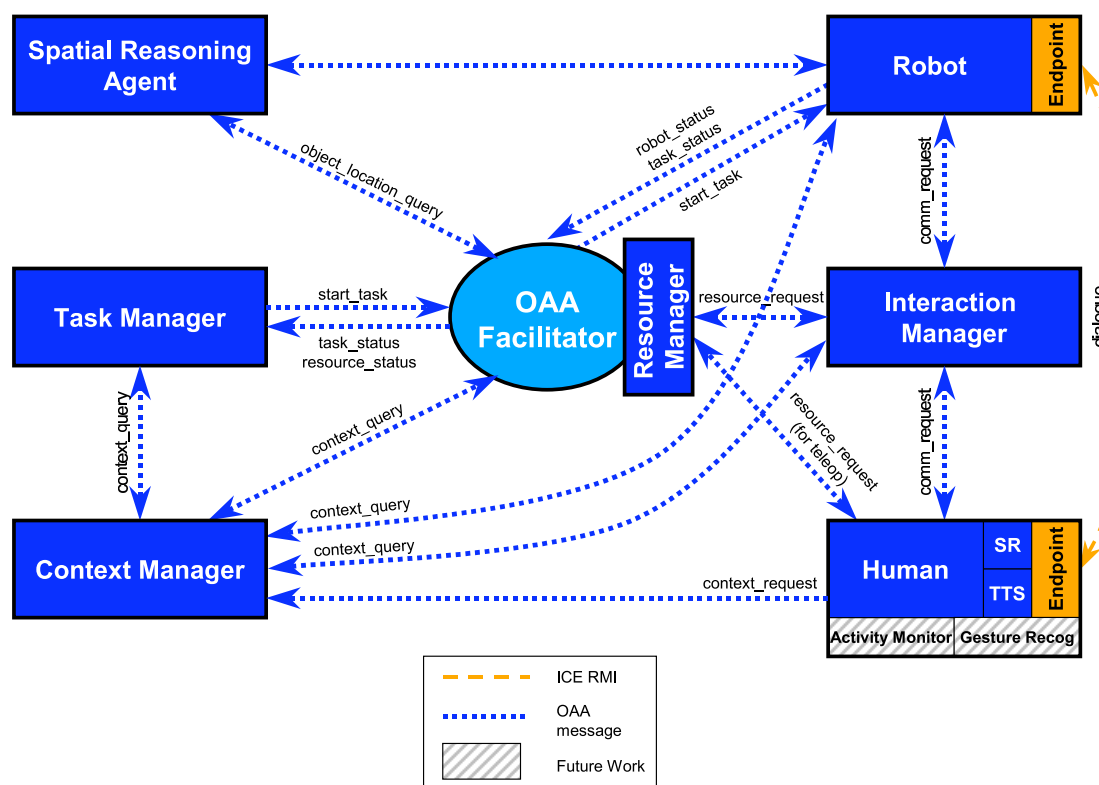 Spatial Reasoning
Agent
Robot
Endpoint
robot_status
task_status
start_task
object_location_query
comm_request
Task Manager
start_task
task_status
resource_status
OAA
Facilitator
Resource
Manager
resource_request
Interaction
Manager
dialogue
context_query
context_query
resource_request
(for teleop)
comm_request
context_query
context_query
Context Manager
context_request
Human
SR
TTS
Endpoint
Activity Monitor
Gesture Recog
ICE RMI
OAA
message
Future Work